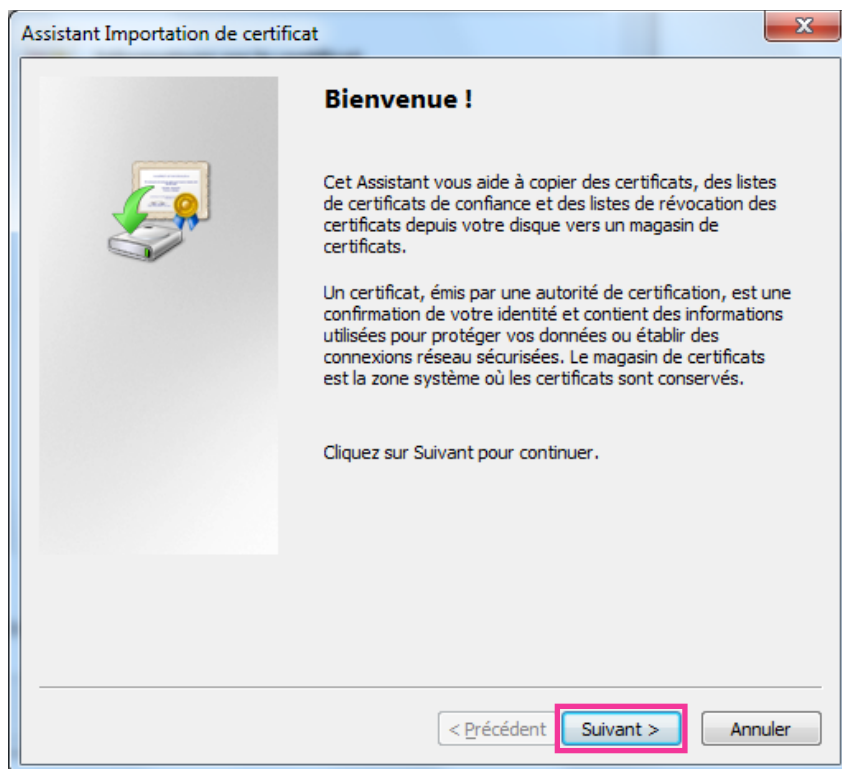 Assistant Importation de certificat
Bienvenue !
Cet Assistant vous aide à copier des certificats, des listes
de certificats de confiance et des listes de révocation des
certificats depuis votre disque vers un magasin de
certificats.
Un certificat, émis par une autorité de certification, est une
confirmation de votre identité et contient des informations
utilisées pour protéger vos données ou établir des
connexions réseau sécurisées. Le magasin de certificats
est la zone système où les certificats sont conservés.
Cliquez sur Suivant pour continuer.
< Précédent Suivant > Annuler